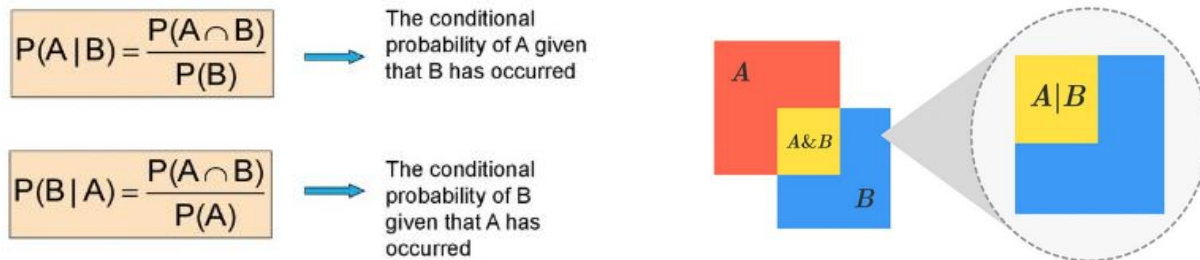 P(A|B) = P(A∩B) / P(B)
The
conditional
probability of A given
that B has occurred
P(B|A) = P(A∩B) / P(A)
The
conditional
probability of B
given that A has
occurred
A
A&B
B
A|B